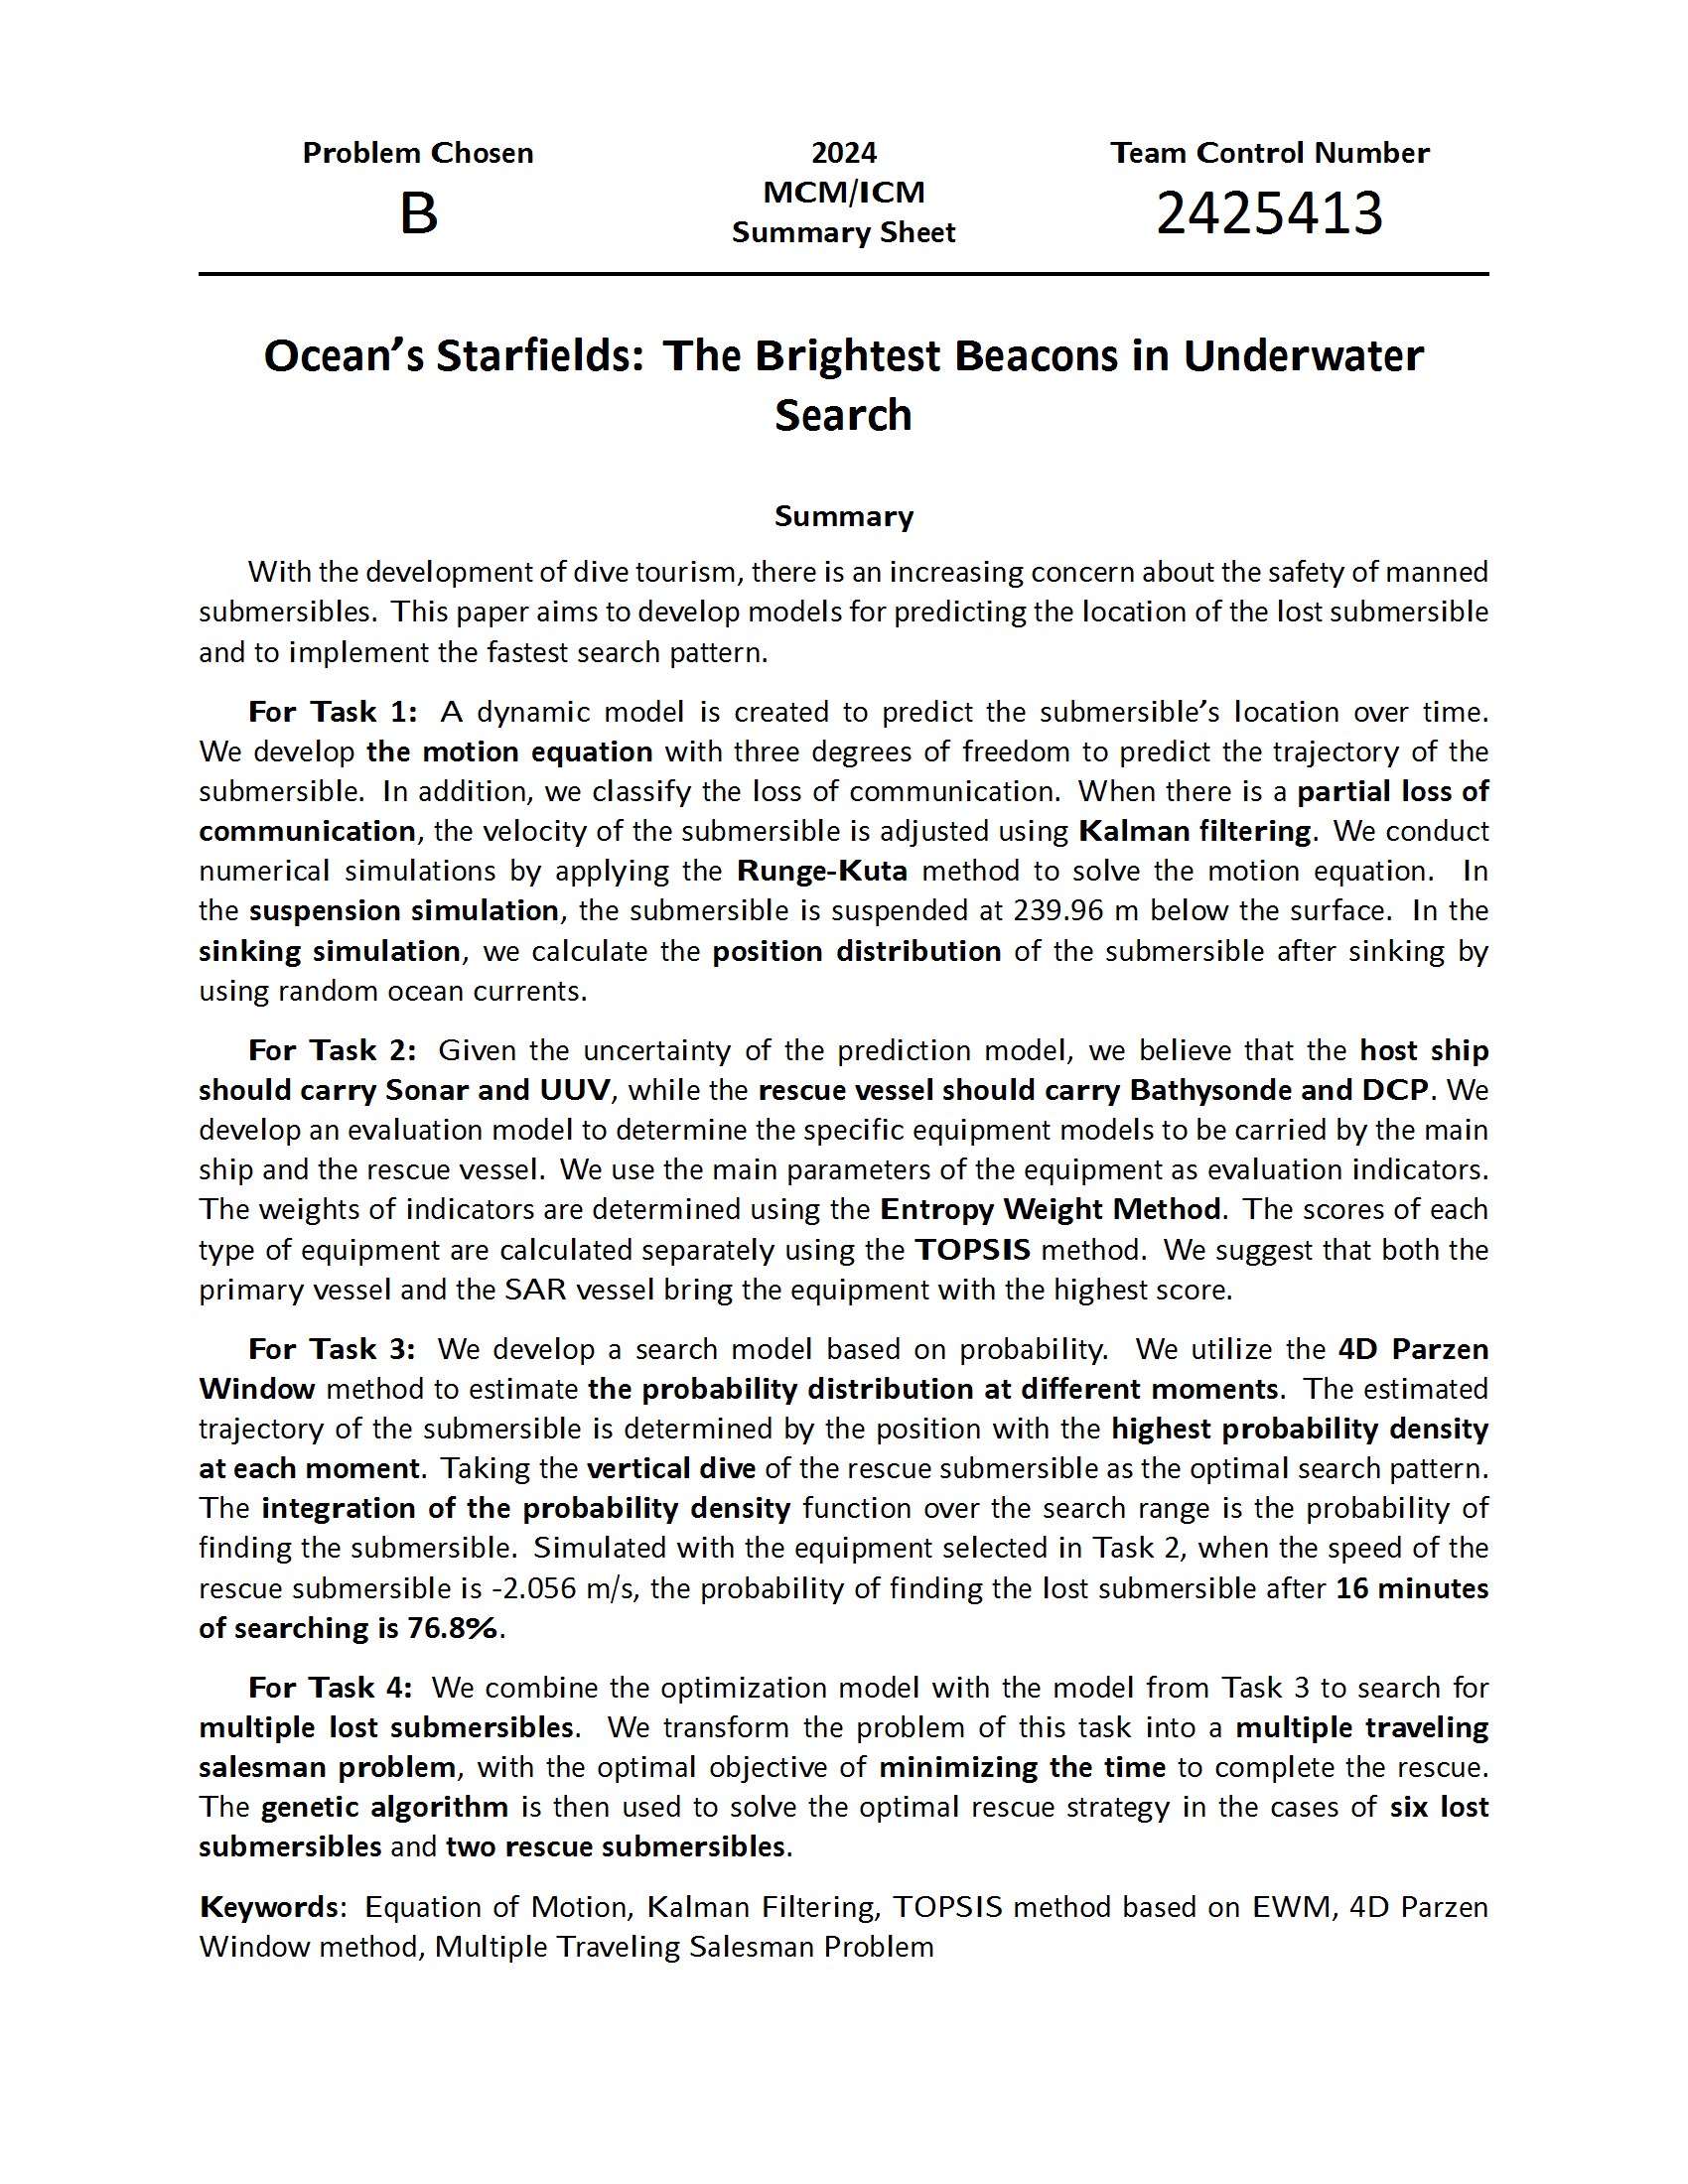 Problem Chosen
B
2024
MCM/ICM
Summary Sheet
Team Control Number
2425413
Ocean’s Starfields: The Brightest Beacons in Underwater
Search
Summary
With the development of dive tourism, there is an increasing concern about the safety of manned
submersibles. This paper aims to develop models for predicting the location of the lost submersible
and to implement the fastest search pattern.
For Task 1: A dynamic model is created to predict the submersible’s location over time.
We develop the motion equation with three degrees of freedom to predict the trajectory of the
submersible. In addition, we classify the loss of communication. When there is a partial loss of
communication, the velocity of the submersible is adjusted using Kalman filtering. We conduct
numerical simulations by applying the Runge-Kuta method to solve the motion equation. In
the suspension simulation, the submersible is suspended at 239.96 m below the surface. In the
sinking simulation, we calculate the position distribution of the submersible after sinking by
using random ocean currents.
For Task 2: Given the uncertainty of the prediction model, we believe that the host ship
should carry Sonar and UUV, while the rescue vessel should carry Bathysonde and DCP. We
develop an evaluation model to determine the specific equipment models to be carried by the main
ship and the rescue vessel. We use the main parameters of the equipment as evaluation indicators.
The weights of indicators are determined using the Entropy Weight Method. The scores of each
type of equipment are calculated separately using the TOPSIS method. We suggest that both the
primary vessel and the SAR vessel bring the equipment with the highest score.
For Task 3: We develop a search model based on probability. We utilize the 4D Parzen
Window method to estimate the probability distribution at different moments. The estimated
trajectory of the submersible is determined by the position with the highest probability density
at each moment. Taking the vertical dive of the rescue submersible as the optimal search pattern.
The integration of the probability density function over the search range is the probability of
finding the submersible. Simulated with the equipment selected in Task 2, when the speed of the
rescue submersible is -2.056 m/s, the probability of finding the lost submersible after 16 minutes
of searching is 76.8%.
For Task 4: We combine the optimization model with the model from Task 3 to search for
multiple lost submersibles. We transform the problem of this task into a multiple traveling
salesman problem, with the optimal objective of minimizing the time to complete the rescue.
The genetic algorithm is then used to solve the optimal rescue strategy in the cases of six lost
submersibles and two rescue submersibles.
Keywords: Equation of Motion, Kalman Filtering, TOPSIS method based on EWM, 4D Parzen
Window method, Multiple Traveling Salesman Problem